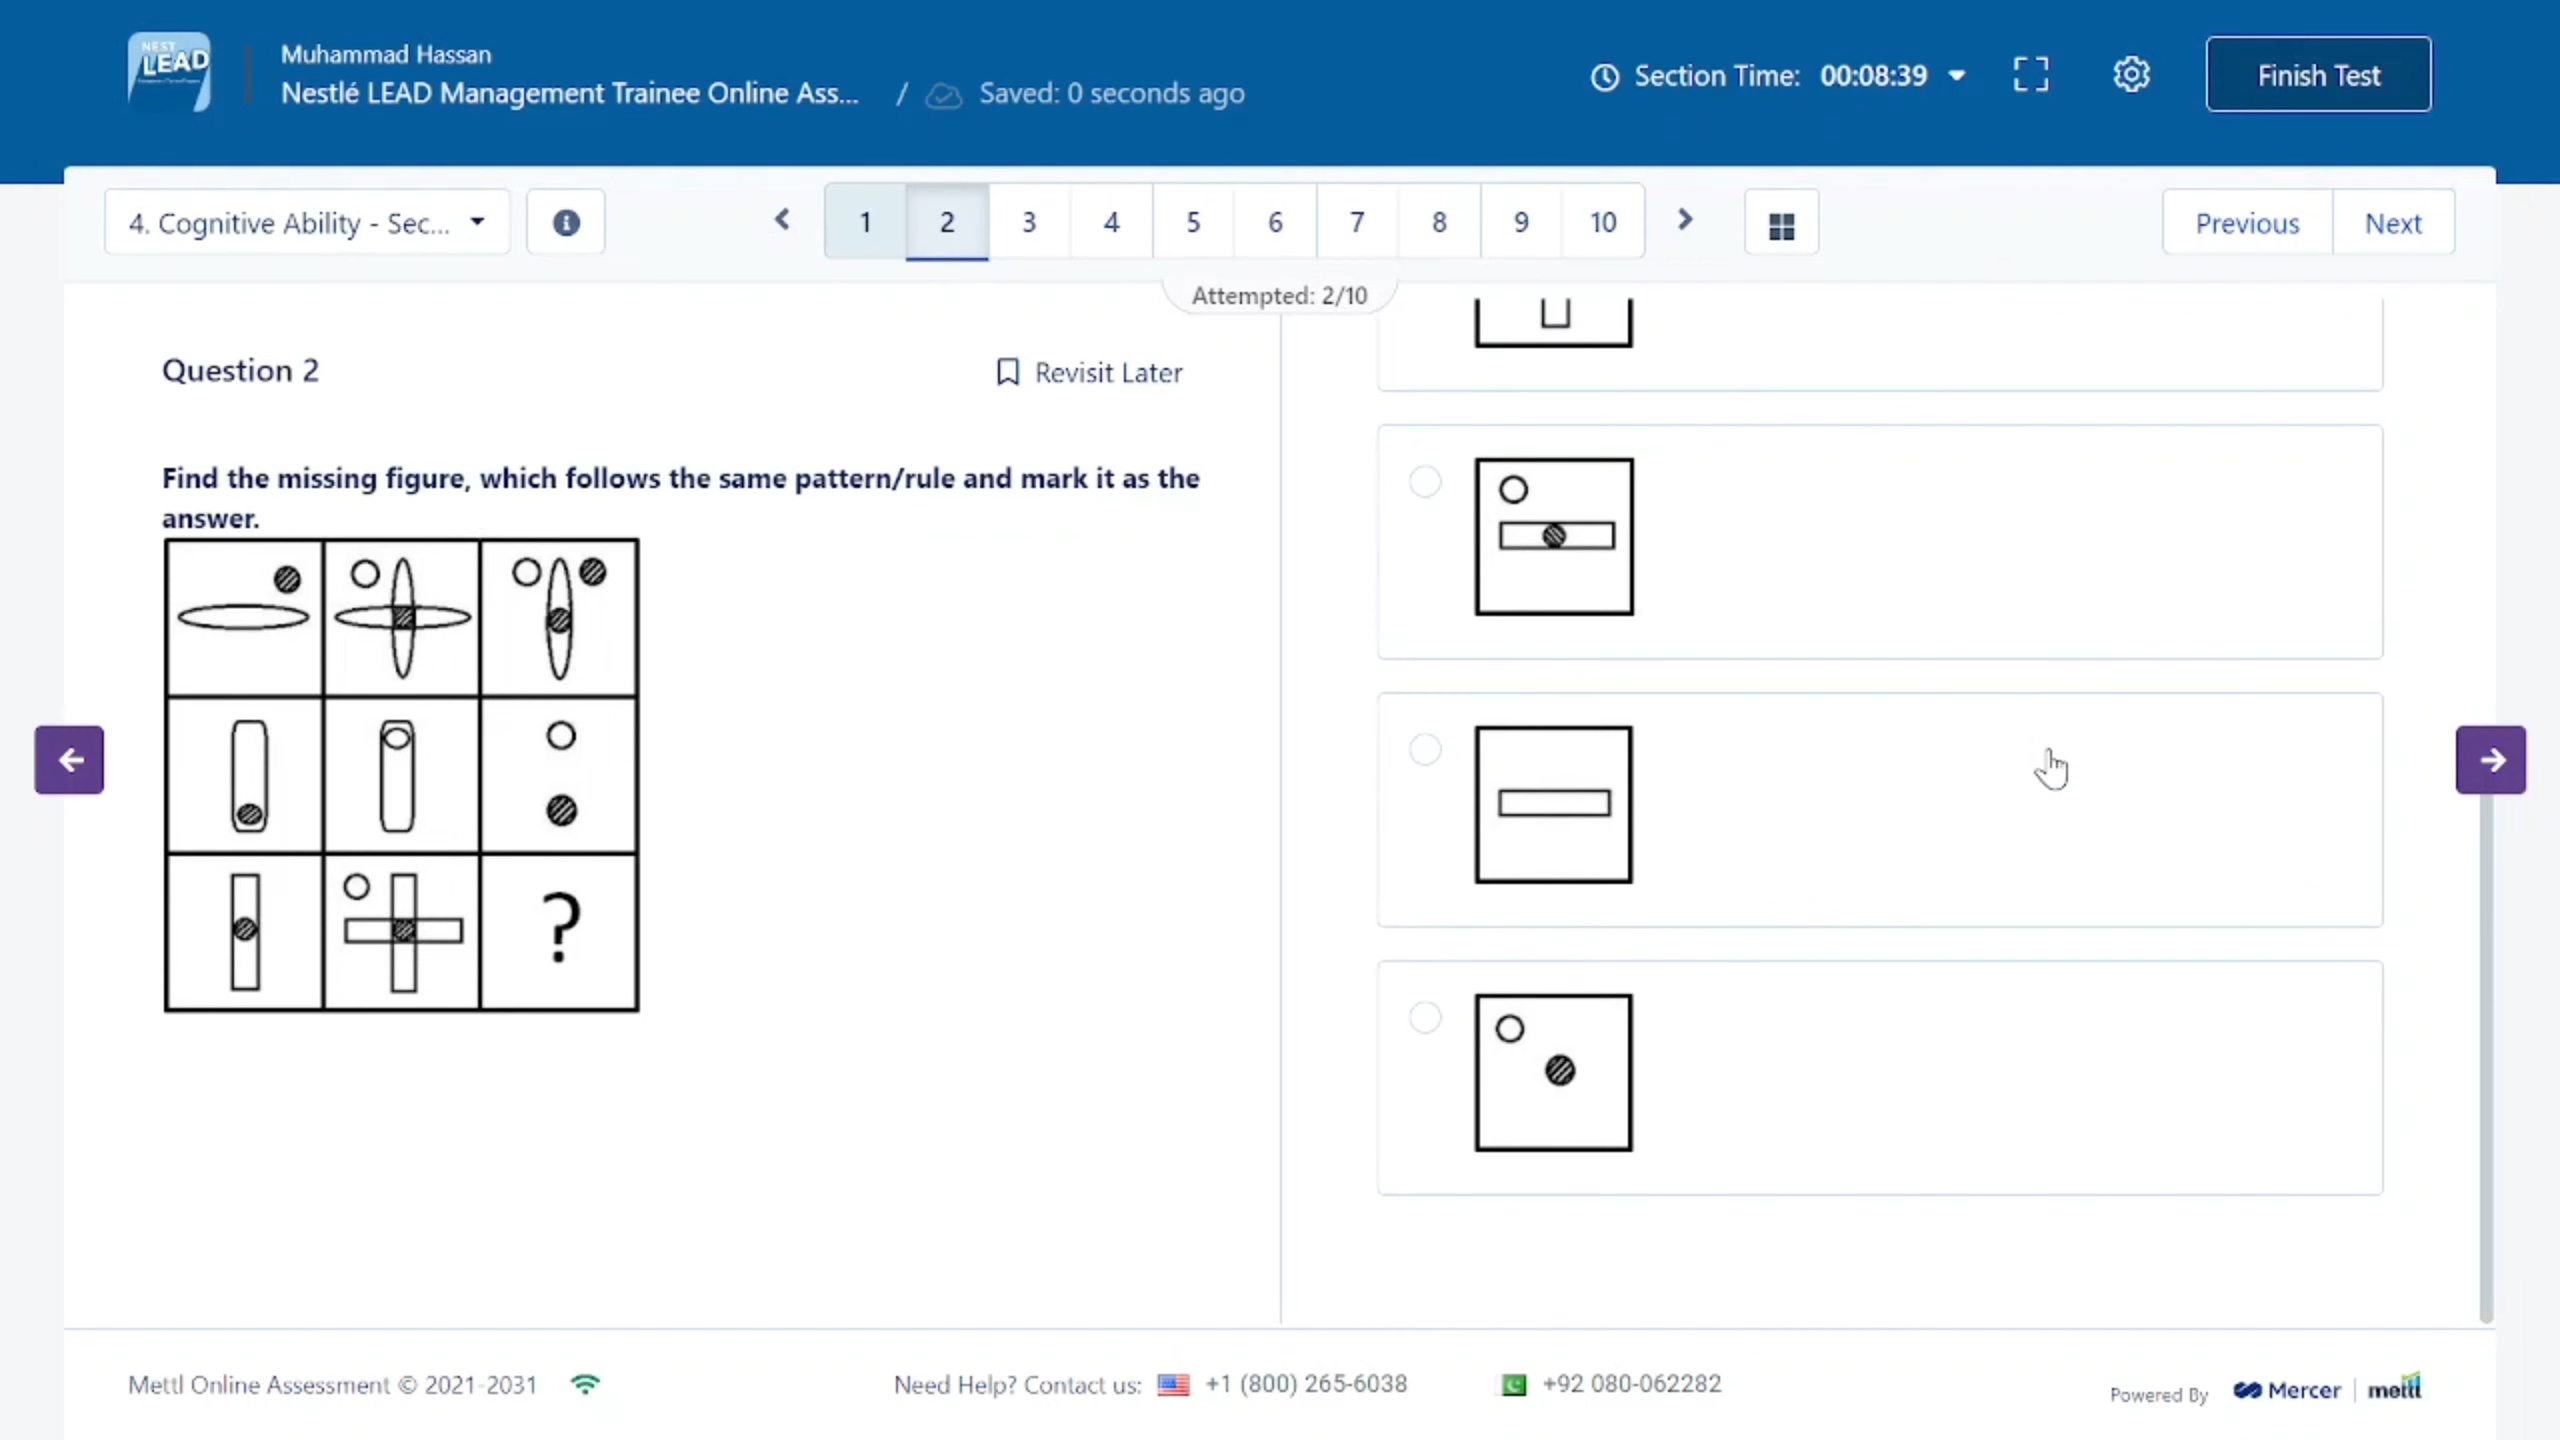 NEST
LEAD
Muhammad Hassan
Nestlé LEAD Management Trainee Online Ass... / Saved: 0 seconds ago
Section Time: 00:08:39
Finish Test
4. Cognitive Ability - Sec...
1 2 3 4 5 6 7 8 9 10
Previous Next
Attempted: 2/10
Question 2
Revisit Later
Find the missing figure, which follows the same pattern/rule and mark it as the
answer.
?
Mettl Online Assessment © 2021-2031
Need Help? Contact us: +1 (800) 265-6038
+92 080-062282
Powered By Mercer | mettl